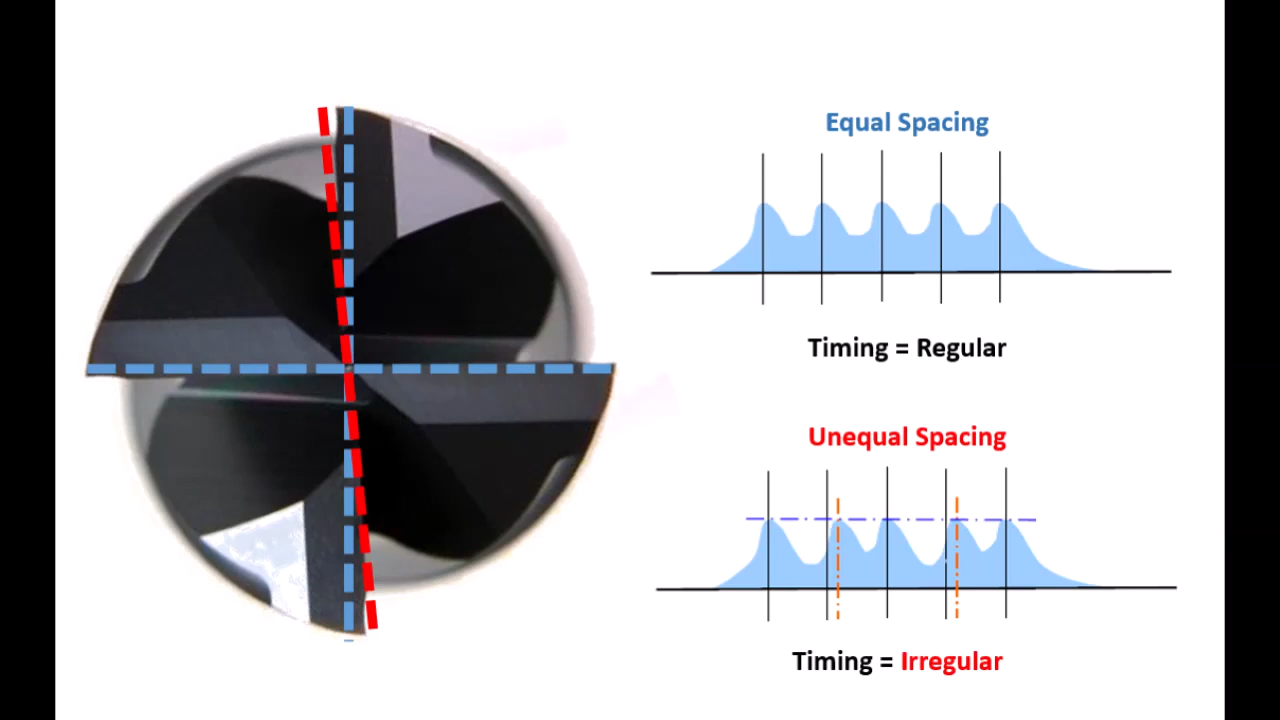 Equal Spacing
Timing = Regular
Unequal Spacing
Timing = Irregular